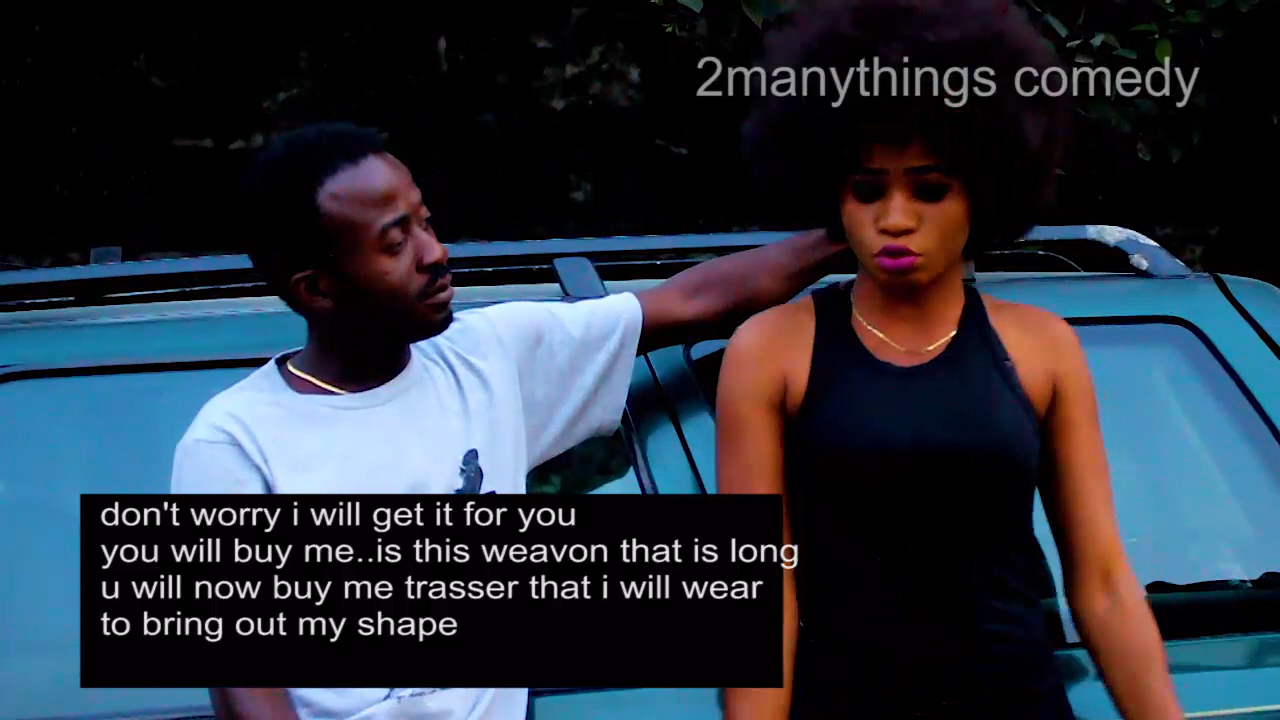 2manythings comedy
don't worry i will get it for you
you will buy me..is this weavon that is long
u will now buy me trasser that i will wear
to bring out my shape